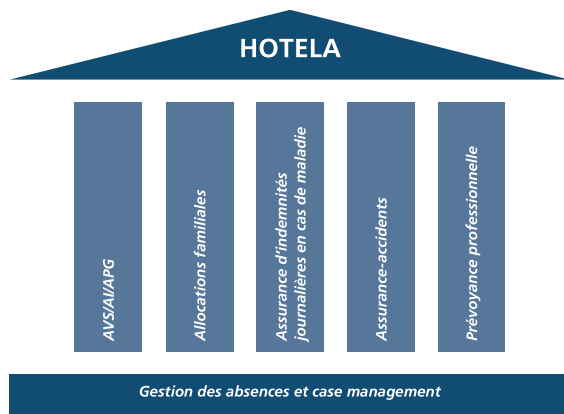 HOTELA
AVS/AI/APG
Allocations familiales
Assurance d'indemnités
journalières en cas de maladie
Assurance-accidents
Prévoyance professionnelle
Gestion des absences et case management